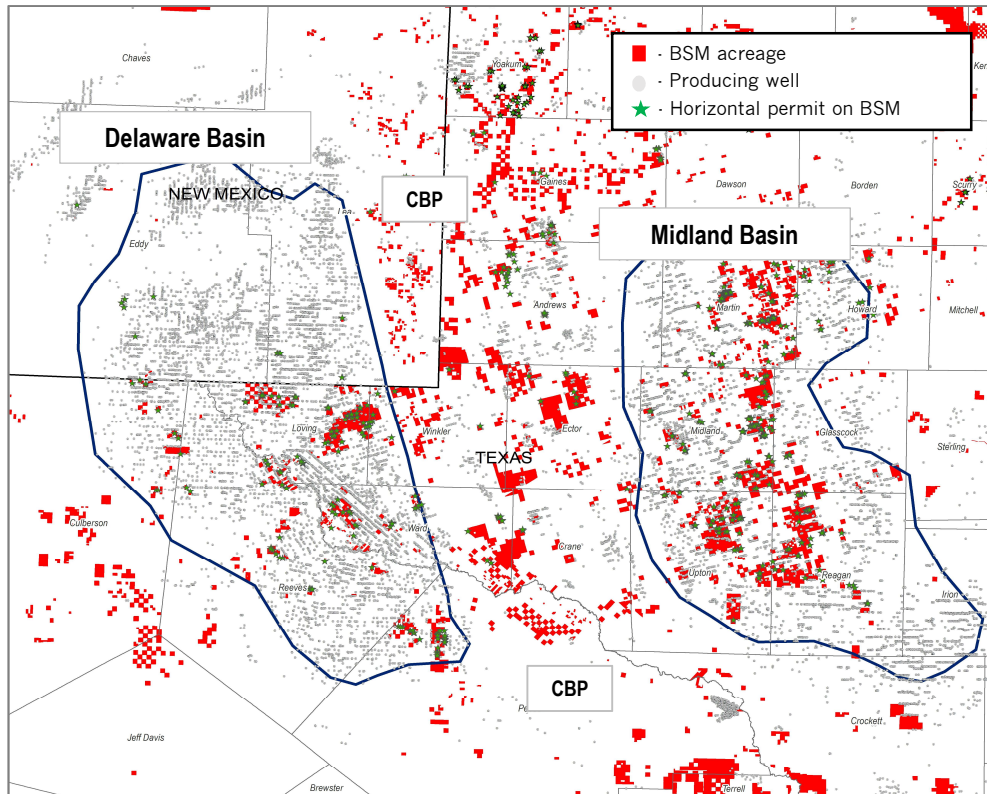 Chaves
Yoakum
· BSM acreage
· Producing well
· Horizontal permit on BSM
Delaware Basin
NEW MEXICO
CBP
Gaines
Dawson
Borden
Scurry
Eddy
Midland Basin
Andrews
Martin
Howard
Mitchell
Loving
Winkler
Ector
TEXAS
Midland
Glasscock
Sterling
Culberson
Ward
Crane
Upton
Reagan
Reeves
Irion
CBP
Crockett
Jeff Davis
Brewster
Terrell